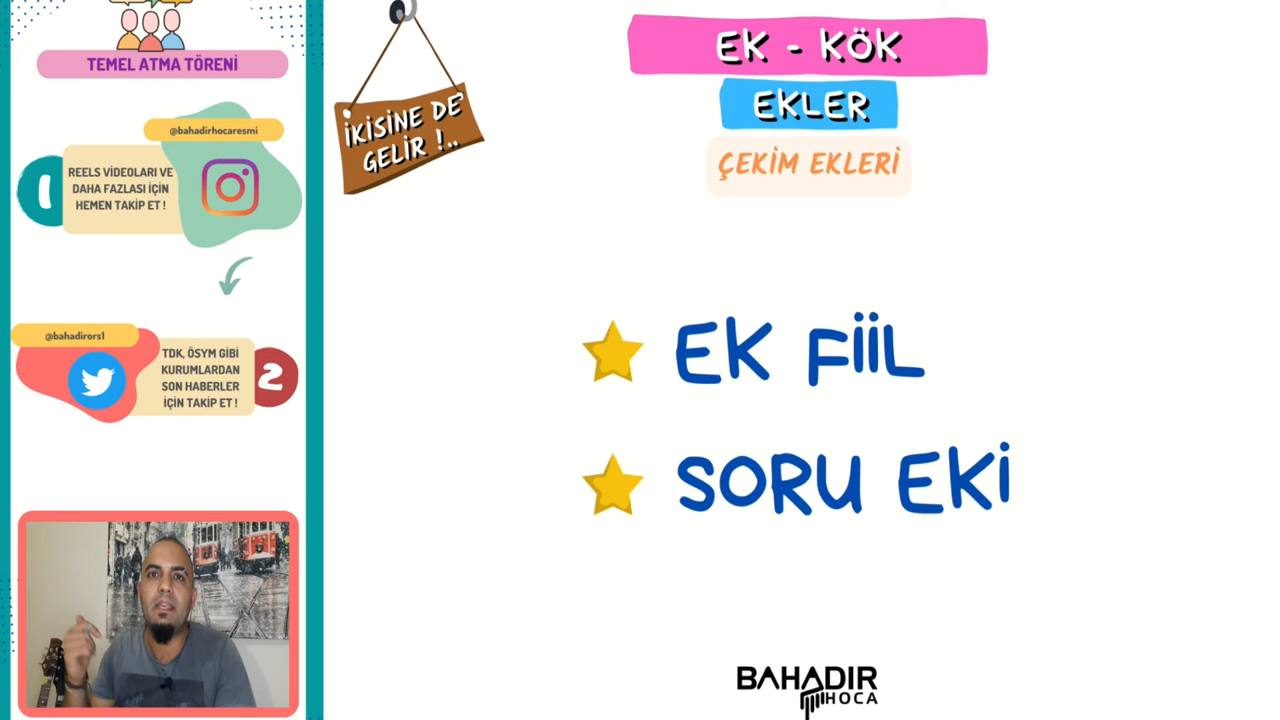 TEMEL ATMA TÖRENİ
@bahadirhocaresmi
1
REELS VİDEOLARI VE
DAHA FAZLASI İÇİN
HEMEN TAKİP ET !
@bahadirors1
TDK, ÖSYM GİBİ
KURUMLARDAN
SON HABERLER
İÇİN TAKİP ET !
2
İKİSİNE DE
GELİR !..
EK - KÖK
EKLER
ÇEKİM EKLERİ
EK FİİL
SORU EKİ
BAHADIR
HOCA